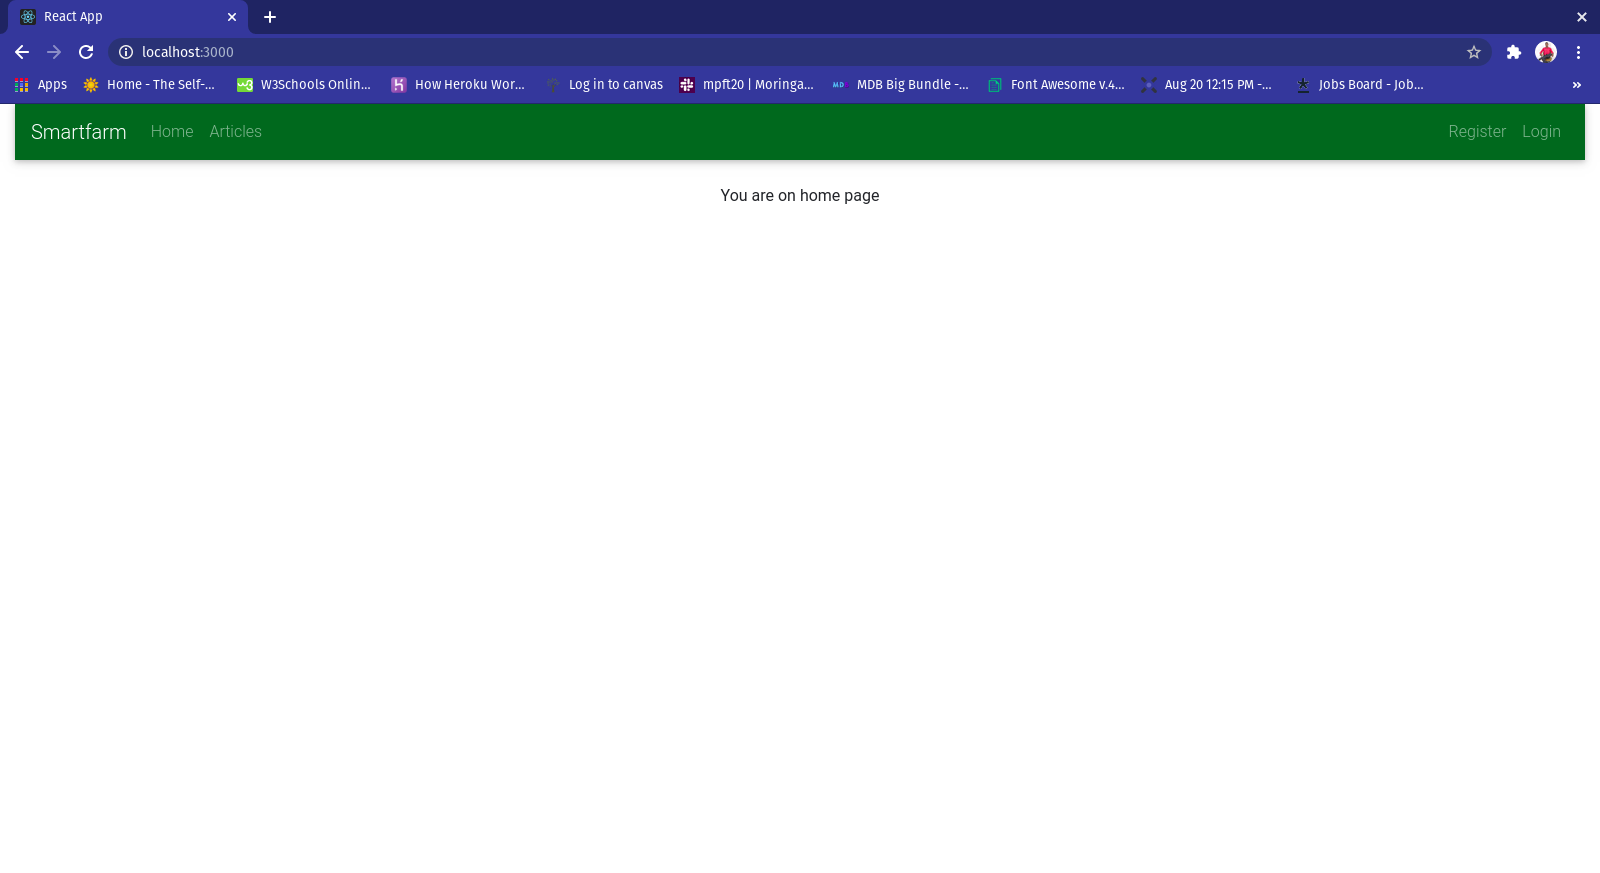 React App
localhost:3000
Apps Home - The Self-... W3Schools Onlin... How Heroku Wor... Log in to canvas mpft20 | Moringa... MDB Big Bundle -... Font Awesome v.4... Aug 20 12:15 PM -... Jobs Board - Job...
Smartfarm Home Articles Register Login
You are on home page